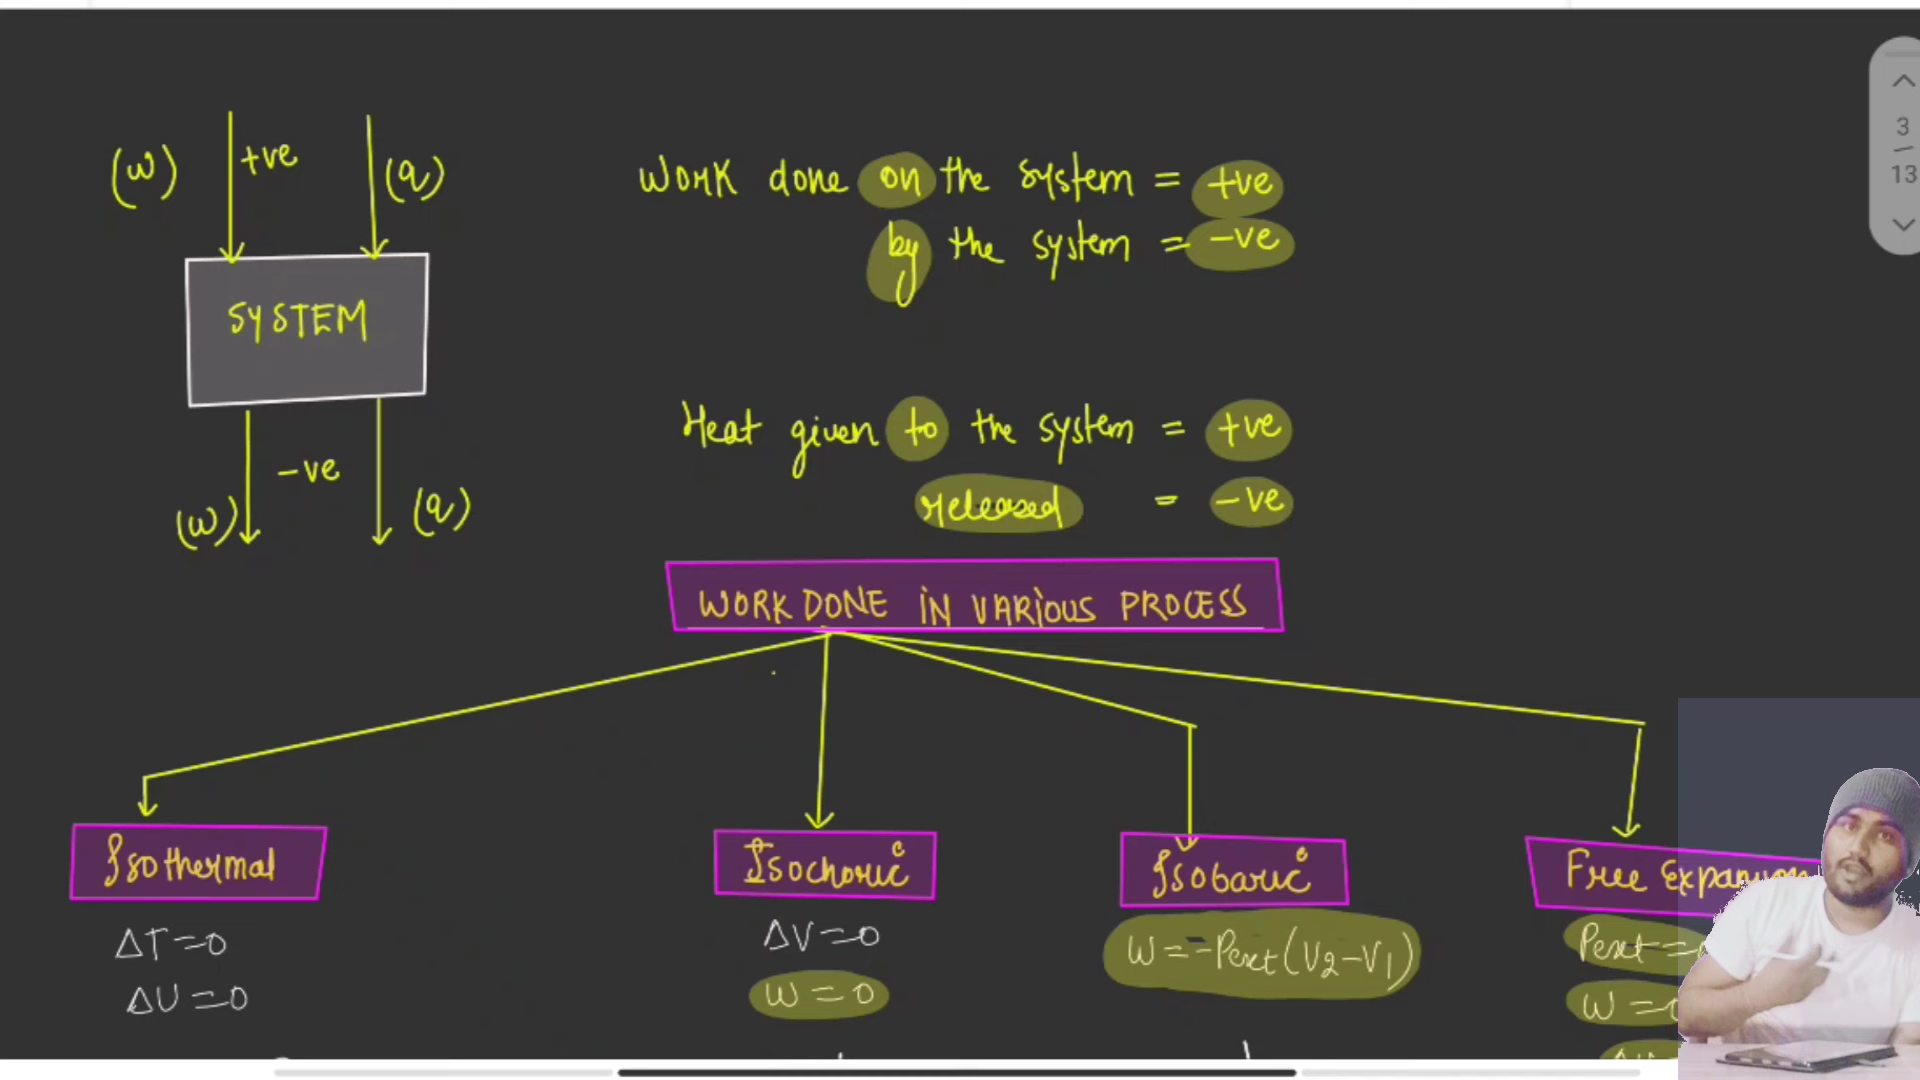 (w) +ve (q)
SYSTEM
-ve
(w) (q)
Work done on the system = +ve
by the system = -ve
Heat given to the system = +ve
released = -ve
WORK DONE iN VARiOUS PROCESS
Isothermal
ΔT=0
ΔU=0
Isochoric
ΔV=0
W=0
Isobaric
W=-Pext(V2-V1)
Free Expansion
Pext=
W=
3
13